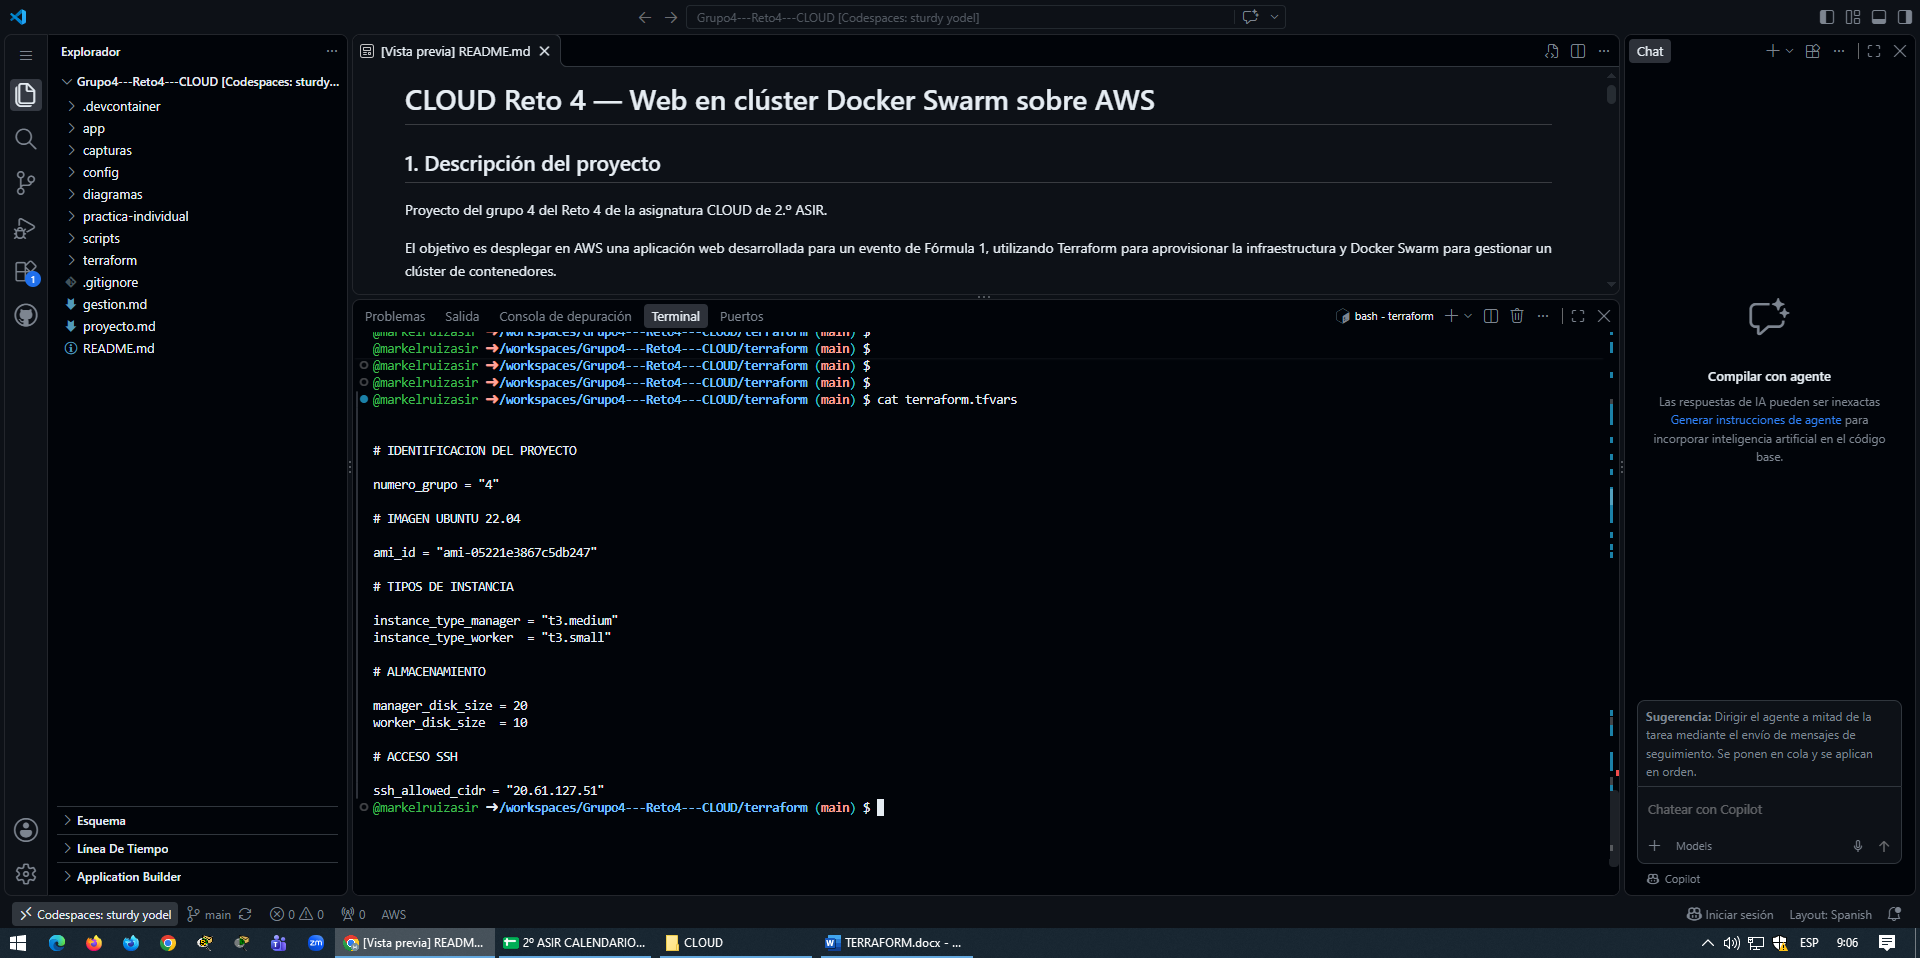 Grupo4---Reto4---CLOUD [Codespaces: sturdy yodel]
Explorador
Grupo4---Reto4---CLOUD [Codespaces: sturdy...
.devcontainer
app
capturas
config
diagramas
practica-individual
scripts
terraform
.gitignore
gestion.md
proyecto.md
README.md
1
Esquema
Línea De Tiempo
Application Builder
[Vista previa] README.md
CLOUD Reto 4 — Web en clúster Docker Swarm sobre AWS
1. Descripción del proyecto
Proyecto del grupo 4 del Reto 4 de la asignatura CLOUD de 2.º ASIR.
El objetivo es desplegar en AWS una aplicación web desarrollada para un evento de Fórmula 1, utilizando Terraform para aprovisionar la infraestructura y Docker Swarm para gestionar un
clúster de contenedores.
Problemas Salida Consola de depuración Terminal Puertos
bash - terraform
@markelruizasir ➜/workspaces/Grupo4---Reto4---CLOUD/terraform (main) $
@markelruizasir ➜/workspaces/Grupo4---Reto4---CLOUD/terraform (main) $
@markelruizasir ➜/workspaces/Grupo4---Reto4---CLOUD/terraform (main) $
@markelruizasir ➜/workspaces/Grupo4---Reto4---CLOUD/terraform (main) $
@markelruizasir ➜/workspaces/Grupo4---Reto4---CLOUD/terraform (main) $ cat terraform.tfvars
# IDENTIFICACION DEL PROYECTO
numero_grupo = "4"
# IMAGEN UBUNTU 22.04
ami_id = "ami-05221e3867c5db247"
# TIPOS DE INSTANCIA
instance_type_manager = "t3.medium"
instance_type_worker  = "t3.small"
# ALMACENAMIENTO
manager_disk_size = 20
worker_disk_size  = 10
# ACCESO SSH
ssh_allowed_cidr = "20.61.127.51"
@markelruizasir ➜/workspaces/Grupo4---Reto4---CLOUD/terraform (main) $
Chat
Compilar con agente
Las respuestas de IA pueden ser inexactas
Generar instrucciones de agente para
incorporar inteligencia artificial en el código
base.
Sugerencia: Dirigir el agente a mitad de la
tarea mediante el envío de mensajes de
seguimiento. Se ponen en cola y se aplican
en orden.
Chatear con Copilot
Models
Copilot
Codespaces: sturdy yodel main 0 0 0 AWS
Iniciar sesión Layout: Spanish
zm
[Vista previa] READM... 2º ASIR CALENDARIO... CLOUD TERRAFORM.docx - ...
ESP 9:06